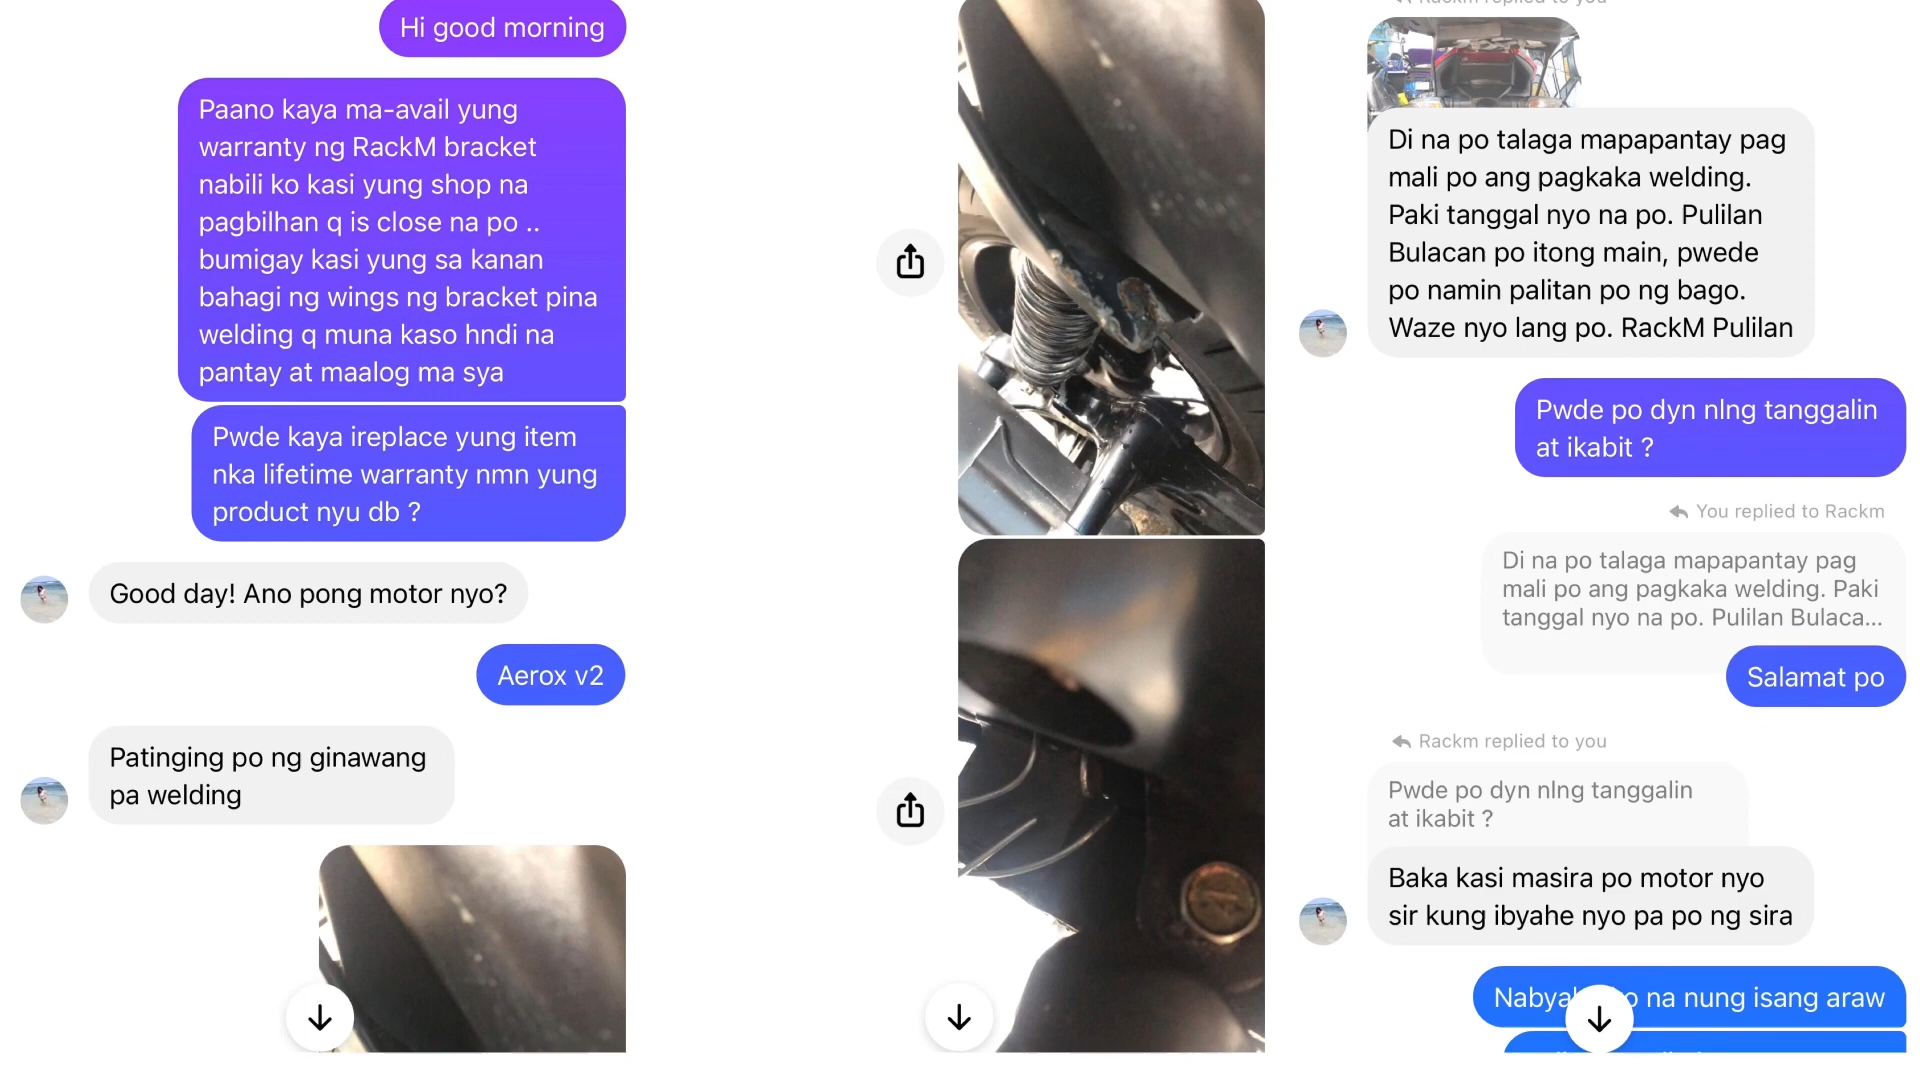 Hi good morning
Paano kaya ma-avail yung
warranty ng RackM bracket
nabili ko kasi yung shop na
pagbilhan q is close na po ..
bumigay kasi yung sa kanan
bahagi ng wings ng bracket pina
welding q muna kaso hndi na
pantay at maalog ma sya
Pwde kaya ireplace yung item
nka lifetime warranty nmn yung
product nyu db ?
Good day! Ano pong motor nyo?
Aerox v2
Patinging po ng ginawang
pa welding
Rackm replied to you
Di na po talaga mapapantay pag
mali po ang pagkaka welding.
Paki tanggal nyo na po. Pulilan
Bulacan po itong main, pwede
po namin palitan po ng bago.
Waze nyo lang po. RackM Pulilan
Pwde po dyn nlng tanggalin
at ikabit ?
You replied to Rackm
Di na po talaga mapapantay pag
mali po ang pagkaka welding. Paki
tanggal nyo na po. Pulilan Bulaca...
Salamat po
Rackm replied to you
Pwde po dyn nlng tanggalin
at ikabit ?
Baka kasi masira po motor nyo
sir kung ibyahe nyo pa po ng sira
na nung isang araw